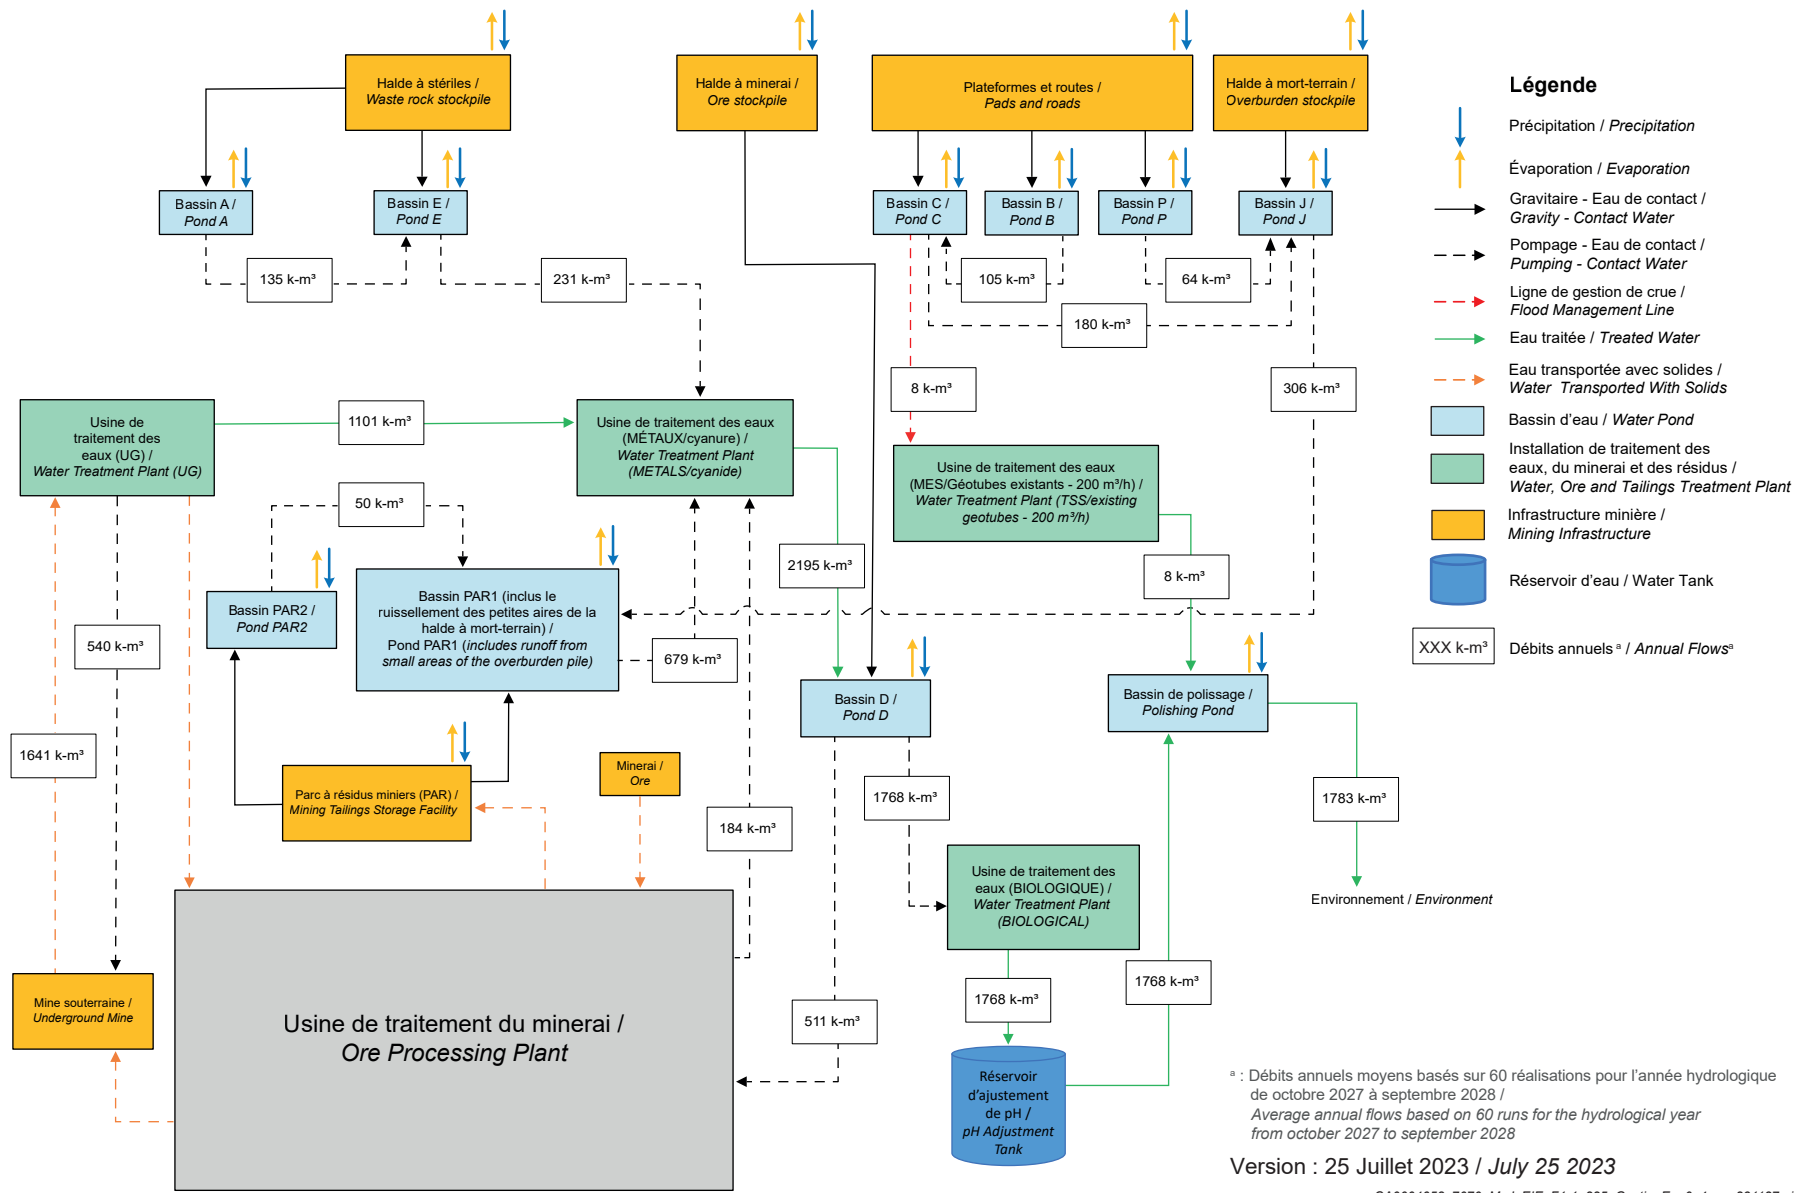 Halde à stériles /
Waste rock stockpile
Halde à minerai /
Ore stockpile
Plateformes et routes /
Pads and roads
Halde à mort-terrain /
Overburden stockpile
Bassin A /
Pond A
Bassin E /
Pond E
Bassin C /
Pond C
Bassin B /
Pond B
Bassin P /
Pond P
Bassin J /
Pond J
135 k-m³
231 k-m³
105 k-m³
64 k-m³
180 k-m³
8 k-m³
306 k-m³
Usine de
traitement des
eaux (UG) /
Water Treatment Plant (UG)
1101 k-m³
Usine de traitement des eaux
(MÉTAUX/cyanure) /
Water Treatment Plant
(METALS/cyanide)
Usine de traitement des eaux
(MES/Géotubes existants - 200 m³/h) /
Water Treatment Plant (TSS/existing
geotubes - 200 m³/h)
50 k-m³
2195 k-m³
8 k-m³
Bassin PAR2 /
Pond PAR2
Bassin PAR1 (inclus le
ruissellement des petites aires de la
halde à mort-terrain) /
Pond PAR1 (includes runoff from
small areas of the overburden pile)
540 k-m³
679 k-m³
Bassin D /
Pond D
Bassin de polissage /
Polishing Pond
1641 k-m³
Parc à résidus miniers (PAR) /
Mining Tailings Storage Facility
Minerai /
Ore
184 k-m³
1768 k-m³
1783 k-m³
Usine de traitement des
eaux (BIOLOGIQUE) /
Water Treatment Plant
(BIOLOGICAL)
Environnement / Environment
Mine souterraine /
Underground Mine
Usine de traitement du minerai /
Ore Processing Plant
511 k-m³
1768 k-m³
1768 k-m³
Réservoir
d'ajustement
de pH /
pH Adjustment
Tank
Légende
Précipitation / Precipitation
Évaporation / Evaporation
Gravitaire - Eau de contact /
Gravity - Contact Water
Pompage - Eau de contact /
Pumping - Contact Water
Ligne de gestion de crue /
Flood Management Line
Eau traitée / Treated Water
Eau transportée avec solides /
Water Transported With Solids
Bassin d'eau / Water Pond
Installation de traitement des
eaux, du minerai et des résidus /
Water, Ore and Tailings Treatment Plant
Infrastructure minière /
Mining Infrastructure
Réservoir d'eau / Water Tank
XXX k-m³
Débits annuels ª / Annual Flowsª
ª : Débits annuels moyens basés sur 60 réalisations pour l'année hydrologique
de octobre 2027 à septembre 2028 /
Average annual flows based on 60 runs for the hydrological year
from october 2027 to september 2028
Version : 25 Juillet 2023 / July 25 2023